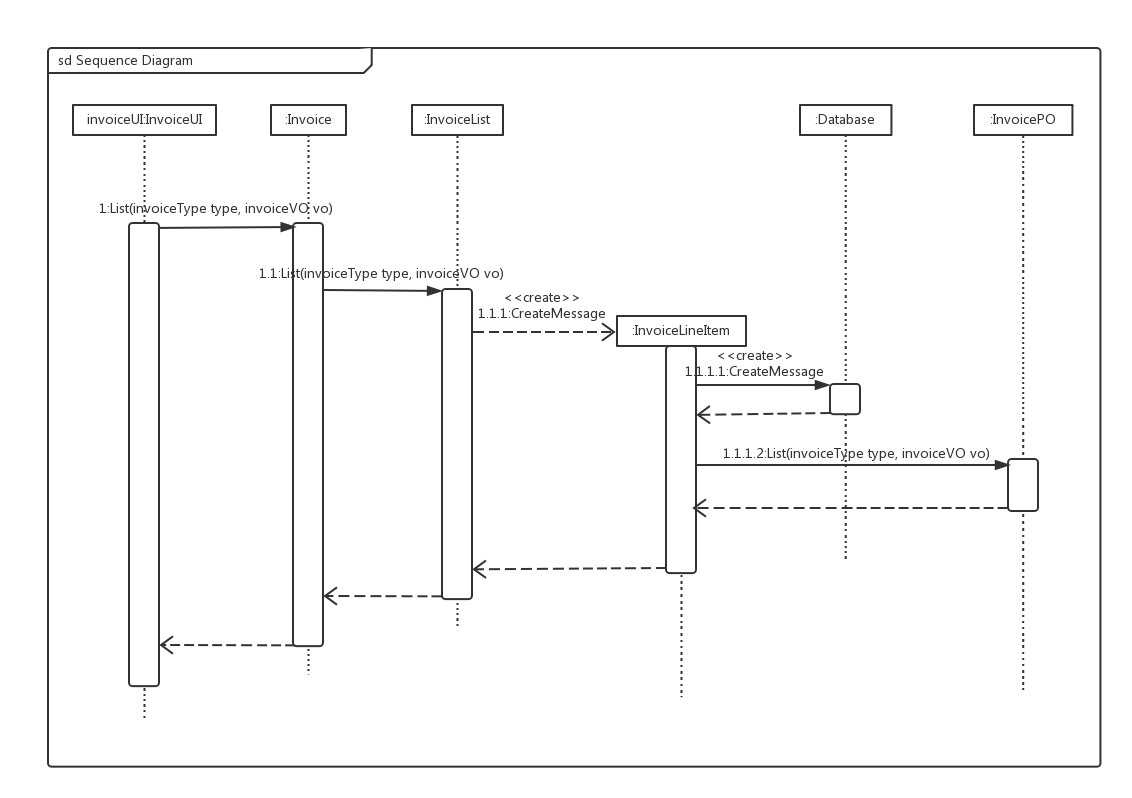 sd Sequence Diagram
invoiceUI:InvoiceUI
:Invoice
:InvoiceList
:Database
:InvoicePO
1:List(invoiceType type, invoiceVO vo)
1.1:List(invoiceType type, invoiceVO vo)
<<create>>
1.1.1:CreateMessage
:InvoiceLineItem
<<create>>
1.1.1.1:CreateMessage
1.1.1.2:List(invoiceType type, invoiceVO vo)